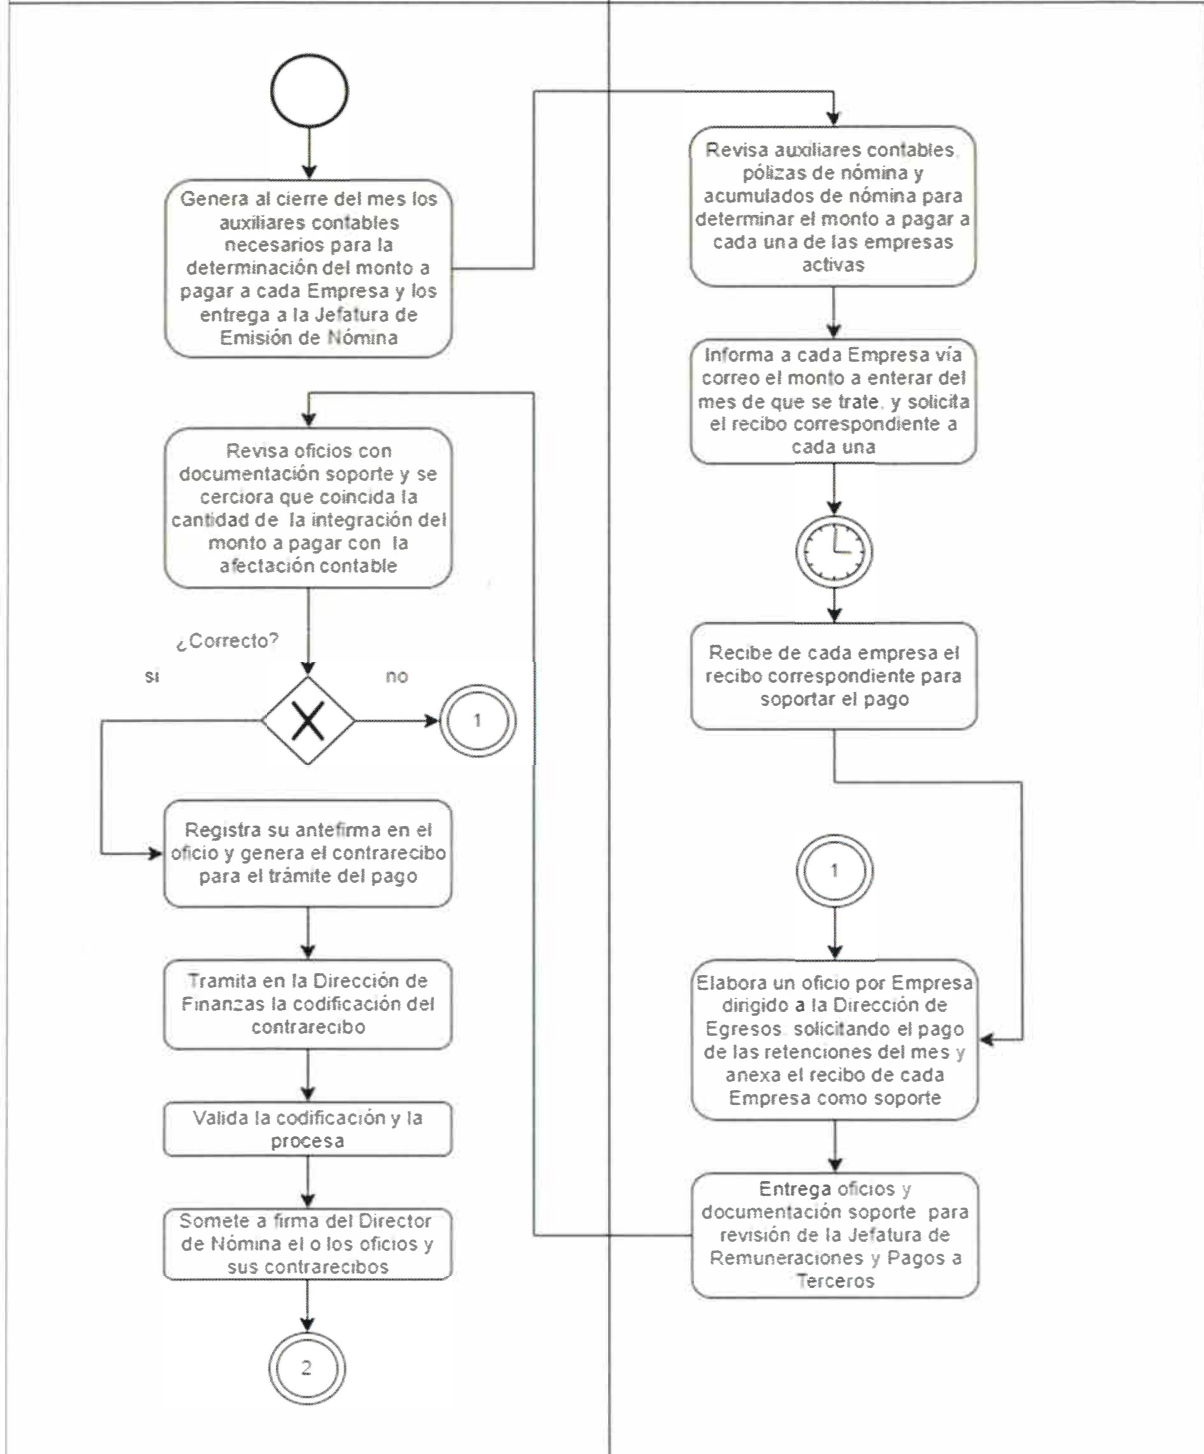 Genera al cierre del mes los
auxiliares contables
necesarios para la
determinación del monto a
pagar a cada Empresa y los
entrega a la Jefatura de
Emisión de Nómina
Revisa auxiliares contables,
pólizas de nómina y
acumulados de nómina para
determinar el monto a pagar a
cada una de las empresas
activas
Informa a cada Empresa vía
correo el monto a enterar del
mes de que se trate, y solicita
el recibo correspondiente a
cada una
Recibe de cada empresa el
recibo correspondiente para
soportar el pago
1
Elabora un oficio por Empresa
dirigido a la Dirección de
Egresos, solicitando el pago
de las retenciones del mes y
anexa el recibo de cada
Empresa como soporte
Entrega oficios y
documentación soporte para
revisión de la Jefatura de
Remuneraciones y Pagos a
Terceros
Revisa oficios con
documentación soporte y se
cerciora que coincida la
cantidad de la integración del
monto a pagar con la
afectación contable
¿Correcto?
si
no
1
Registra su antefirma en el
oficio y genera el contrarecibo
para el trámite del pago
Tramita en la Dirección de
Finanzas la codificación del
contrarecibo
Valida la codificación y la
procesa
Somete a firma del Director
de Nómina el o los oficios y
sus contrarecibos
2